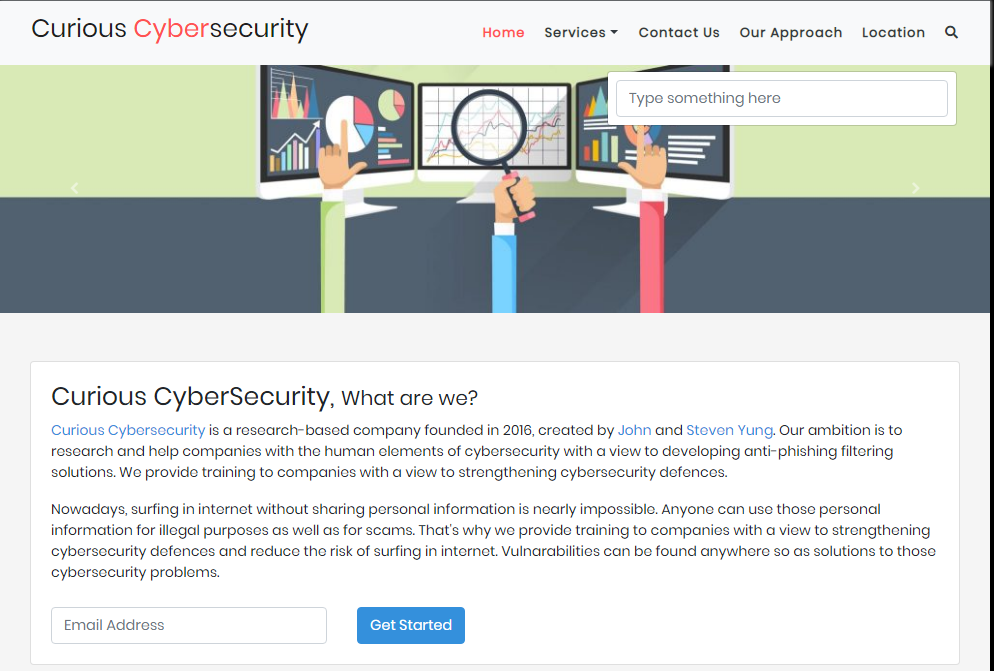 Curious Cybersecurity
Home Services Contact Us Our Approach Location
Type something here
Curious CyberSecurity, What are we?
Curious Cybersecurity is a research-based company founded in 2016, created by John and Steven Yung. Our ambition is to
research and help companies with the human elements of cybersecurity with a view to developing anti-phishing filtering
solutions. We provide training to companies with a view to strengthening cybersecurity defences.
Nowadays, surfing in internet without sharing personal information is nearly impossible. Anyone can use those personal
information for illegal purposes as well as for scams. That's why we provide training to companies with a view to strengthening
cybersecurity defences and reduce the risk of surfing in internet. Vulnarabilities can be found anywhere so as solutions to those
cybersecurity problems.
Email Address
Get Started